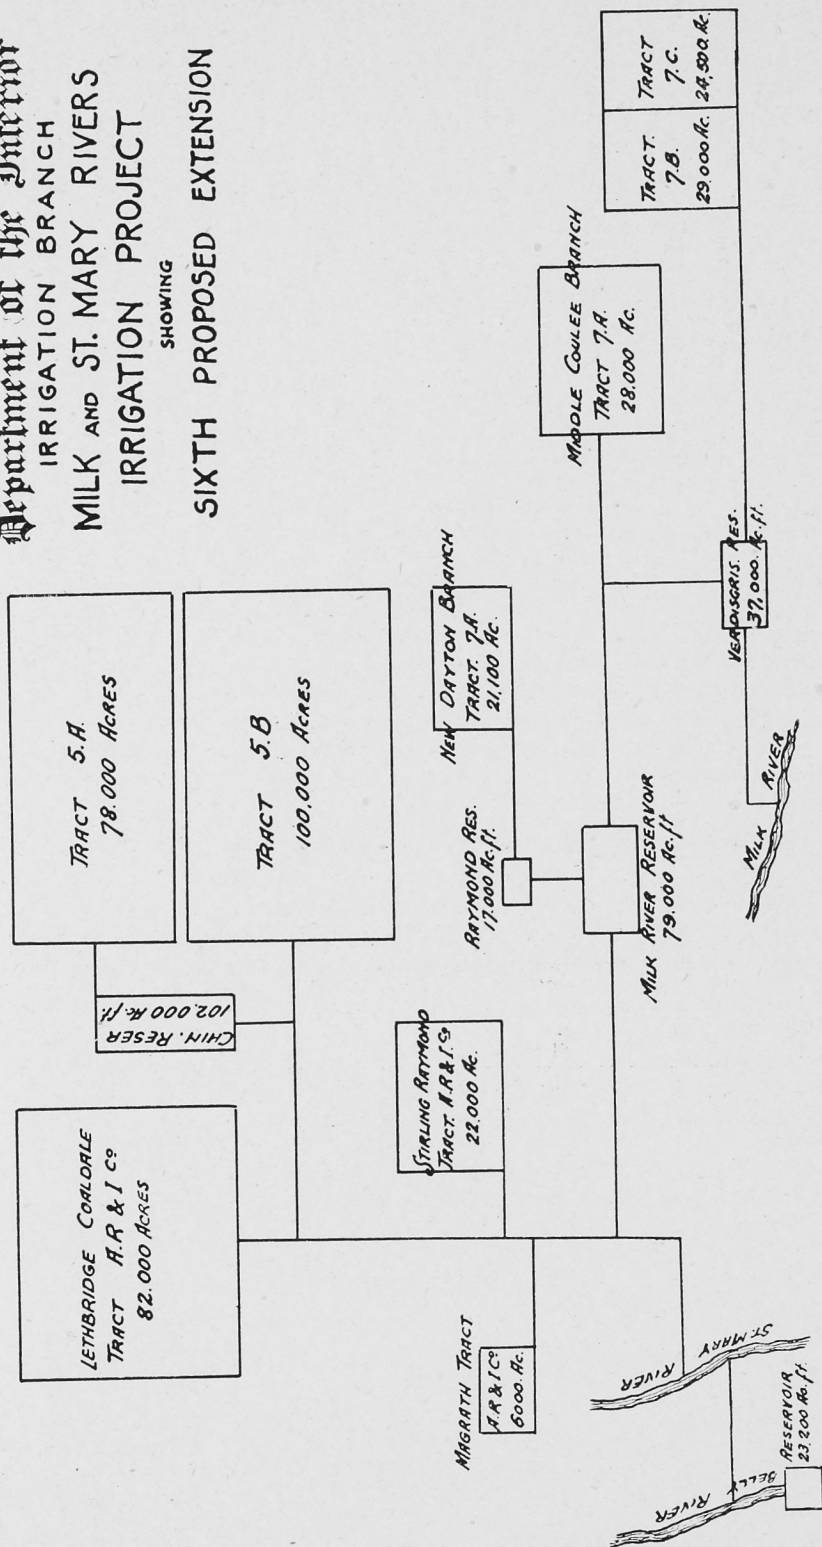 Department of the Interior
IRRIGATION BRANCH
MILK AND ST. MARY RIVERS
IRRIGATION PROJECT
SHOWING
SIXTH PROPOSED EXTENSION
LETHBRIDGE COALDALE
TRACT A.R & I Co
82.000 ACRES
CHIN. RESER
102,000 Ac. ft.
TRACT 5.A
78.000 ACRES
TRACT 5.B
100,000 ACRES
STIRLING RAYMOND
TRACT. A.R & I. Co
22,000 Ac.
MAGRATH TRACT
A.R & I Co
6000. Ac.
RAYMOND RES.
17.000 Ac. ft.
NEW DAYTON BRANCH
TRACT. 7A.
21,100 Ac.
MILK RIVER RESERVOIR
79.000 Ac. ft
MIDDLE COULEE BRANCH
TRACT 7.A.
28.000 Ac.
TRACT.
7.B.
29.000 Ac.
TRACT
7.C.
24,500 Ac.
VERDISGRIS. RES.
37,000. Ac. ft.
MILK RIVER
ST. MARY RIVER
BELLY RIVER
RESERVOIR
23,200 Ac. ft.